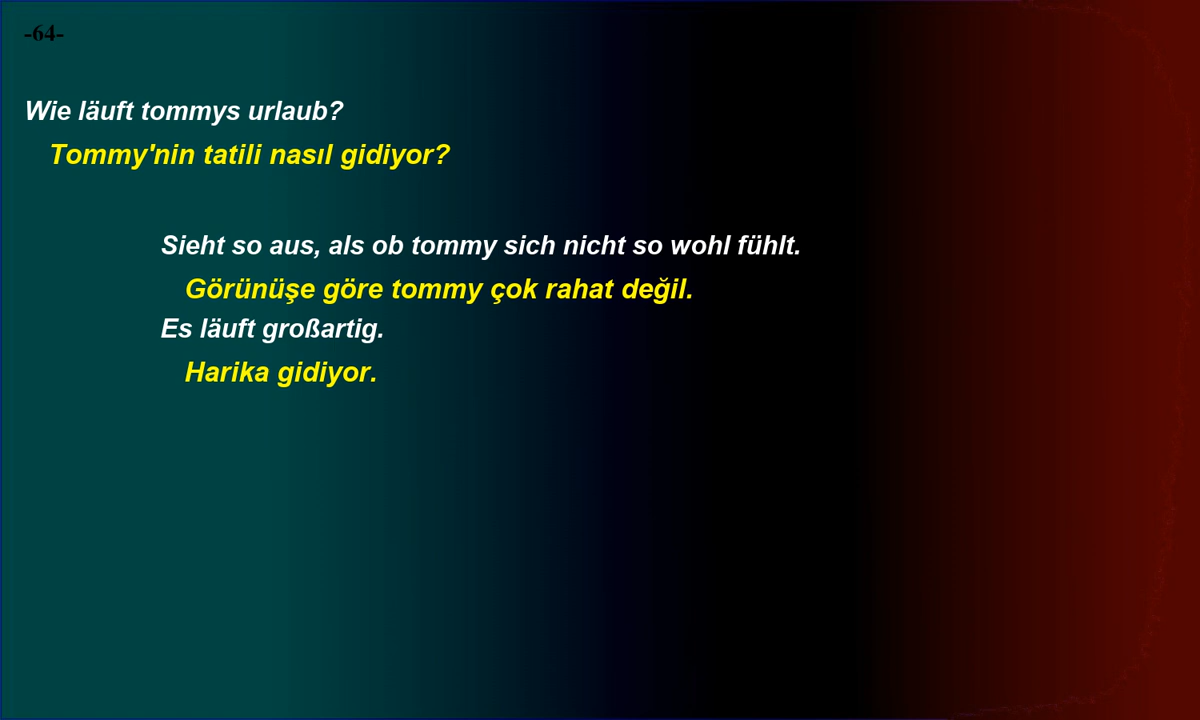 -64-
Wie läuft tommys urlaub?
Tommy'nin tatili nasıl gidiyor?
Sieht so aus, als ob tommy sich nicht so wohl fühlt.
Görünüşe göre tommy çok rahat değil.
Es läuft großartig.
Harika gidiyor.